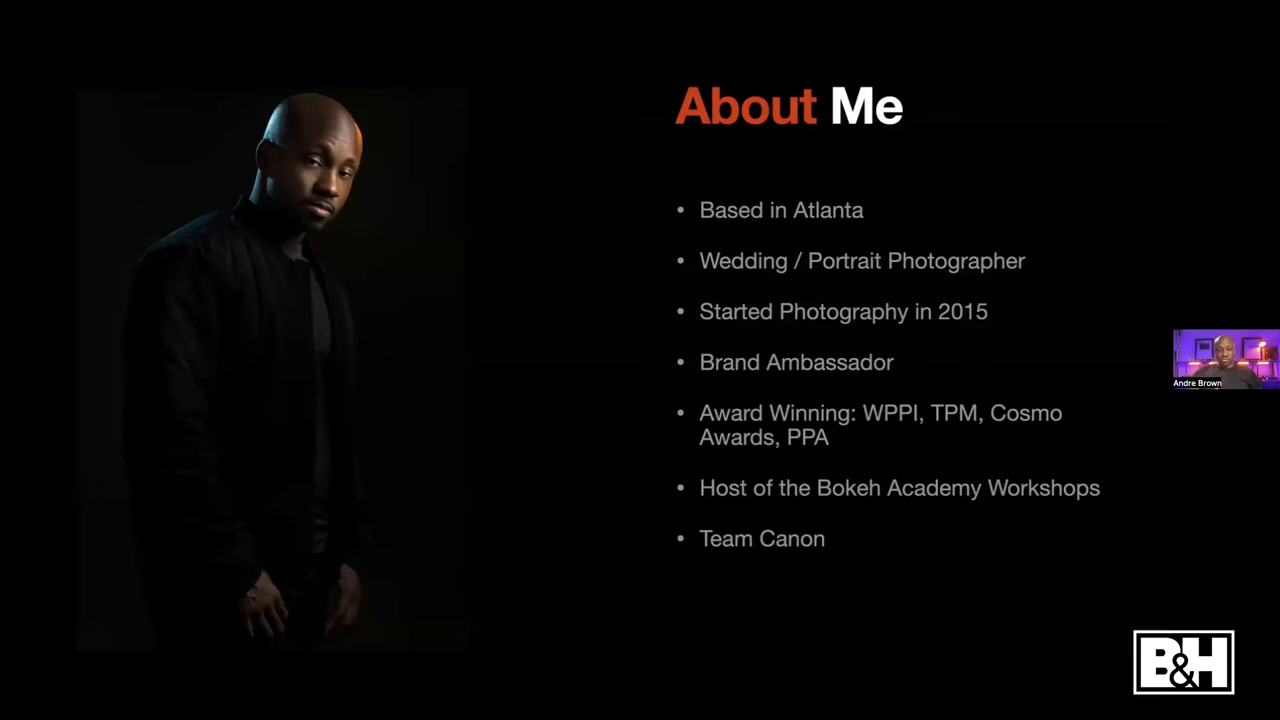 About Me
• Based in Atlanta
• Wedding / Portrait Photographer
• Started Photography in 2015
• Brand Ambassador
• Award Winning: WPPI, TPM, Cosmo
Awards, PPA
• Host of the Bokeh Academy Workshops
• Team Canon
Andre Brown
B&H